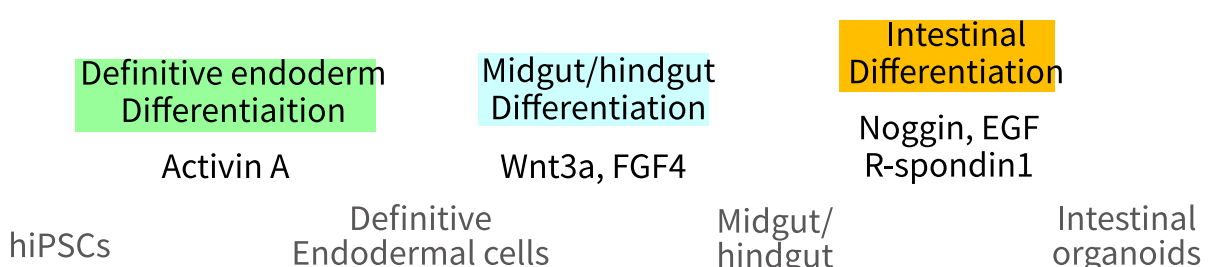 Definitive endoderm
Differentiaition
Activin A
Midgut/hindgut
Differentiation
Wnt3a, FGF4
Intestinal
Differentiation
Noggin, EGF
R-spondin1
hiPSCs
Definitive
Endodermal cells
Midgut/
hindgut
Intestinal
organoids